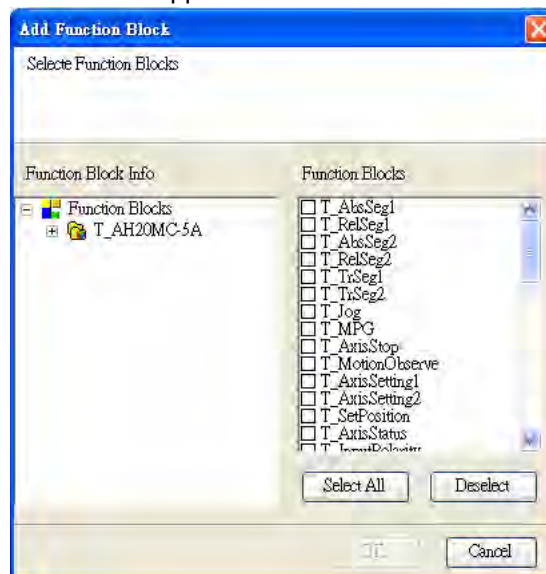 Add Function Block
Selecte Function Blocks
Function Block Info
Function Blocks
T_AH20MC-5A
Function Blocks
T_AbsSeg1
T_RelSeg1
T_AbsSeg2
T_RelSeg2
T_TrSeg1
T_TrSeg2
T_Jog
T_MPG
T_AxisStop
T_MotionObserve
T_AxisSetting1
T_AxisSetting2
T_SetPosition
T_AxisStatus
T_InputPolarity
Select All
Deselect
Cancel